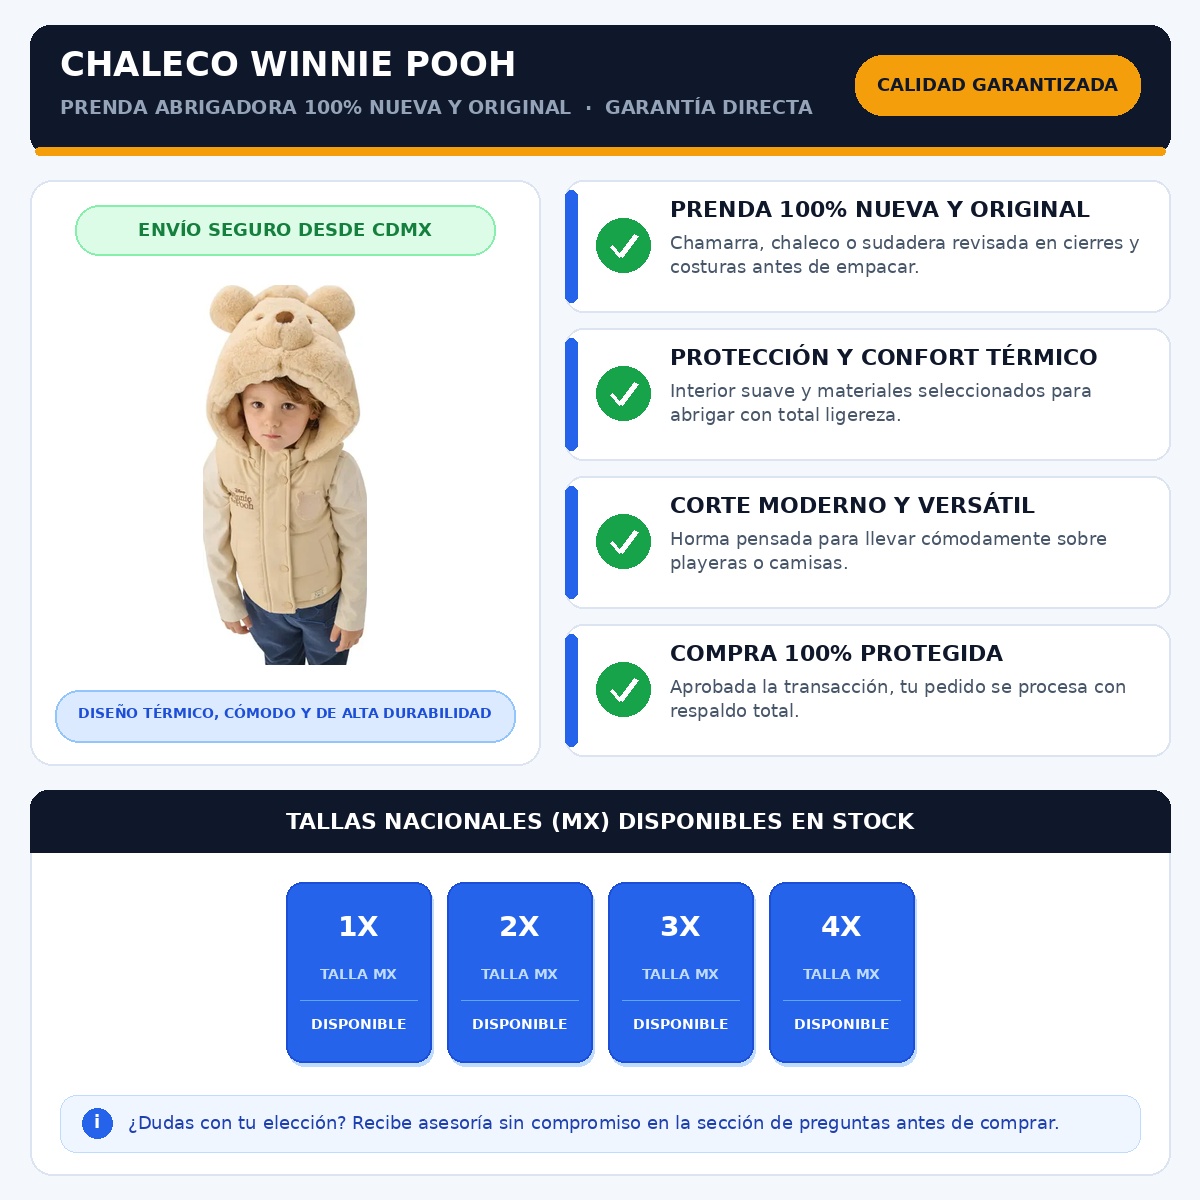 CHALECO WINNIE POOH
PRENDA ABRIGADORA 100% NUEVA Y ORIGINAL · GARANTÍA DIRECTA
CALIDAD GARANTIZADA
ENVÍO SEGURO DESDE CDMX
Disney
Winnie
Pooh
DISEÑO TÉRMICO, CÓMODO Y DE ALTA DURABILIDAD
PRENDA 100% NUEVA Y ORIGINAL
Chamarra, chaleco o sudadera revisada en cierres y
costuras antes de empacar.
PROTECCIÓN Y CONFORT TÉRMICO
Interior suave y materiales seleccionados para
abrigar con total ligereza.
CORTE MODERNO Y VERSÁTIL
Horma pensada para llevar cómodamente sobre
playeras o camisas.
COMPRA 100% PROTEGIDA
Aprobada la transacción, tu pedido se procesa con
respaldo total.
TALLAS NACIONALES (MX) DISPONIBLES EN STOCK
1X
TALLA MX
DISPONIBLE
2X
TALLA MX
DISPONIBLE
3X
TALLA MX
DISPONIBLE
4X
TALLA MX
DISPONIBLE
i
¿Dudas con tu elección? Recibe asesoría sin compromiso en la sección de preguntas antes de comprar.